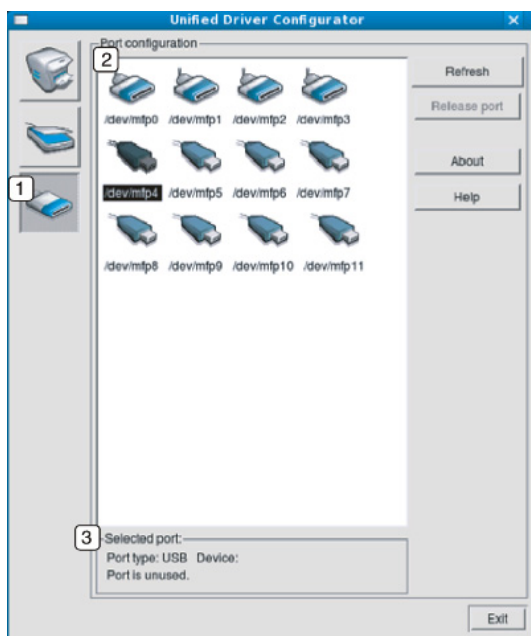 Unified Driver Configurator
Port configuration
2
/dev/mfp0 /dev/mfp1 /dev/mfp2 /dev/mfp3
Refresh
Release port
/dev/mfp4 /dev/mfp5 /dev/mfp6 /dev/mfp7
About
1
Help
/dev/mfp8 /dev/mfp9 /dev/mfp10 /dev/mfp11
3
Selected port:
Port type: USB Device:
Port is unused.
Exit